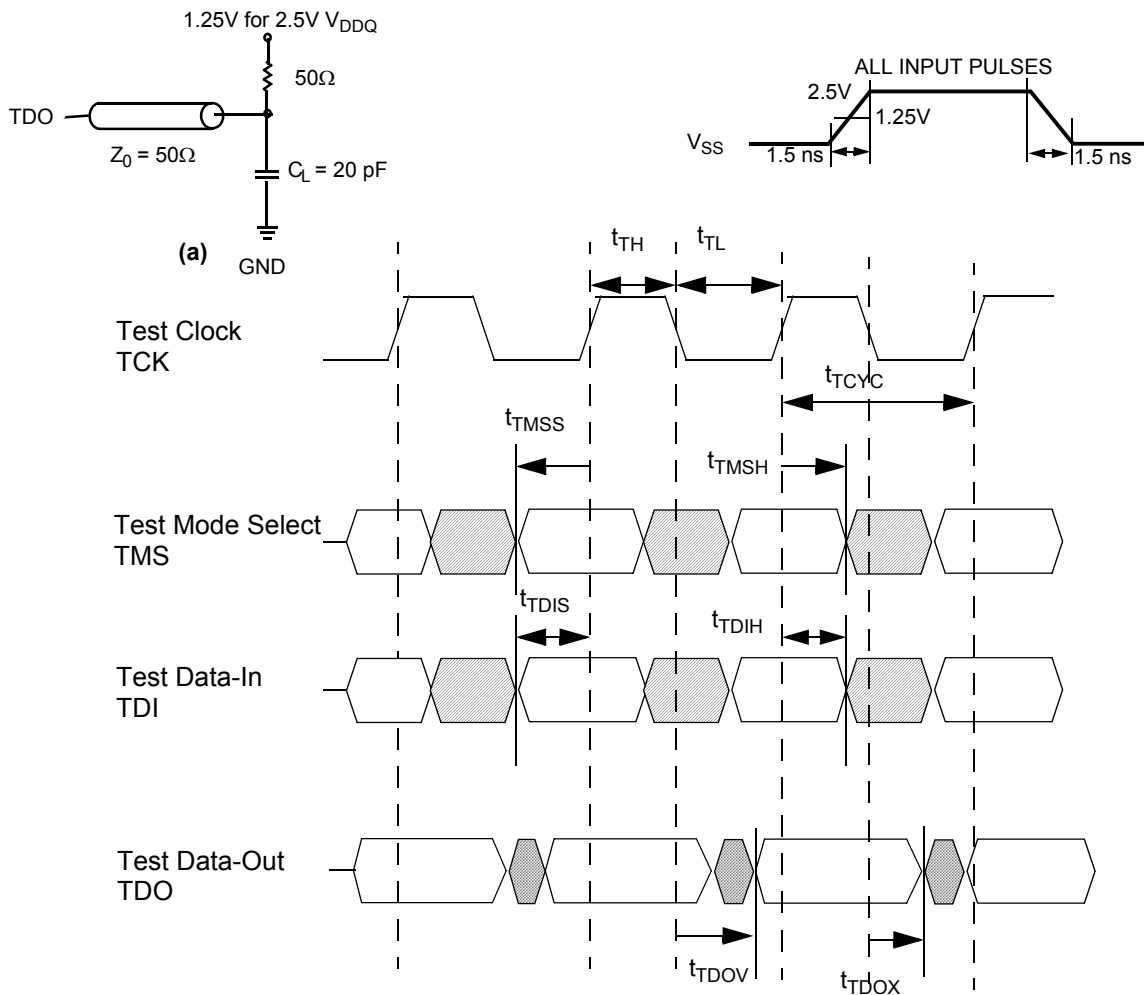 1.25V for 2.5V VDDQ
50Ω
TDO
Z0 = 50Ω
CL = 20 pF
(a)
GND
ALL INPUT PULSES
2.5V
1.25V
VSS
1.5 ns
1.5 ns
tTH
tTL
Test Clock
TCK
tTCYC
tTMSS
tTMSH
Test Mode Select
TMS
tTDIS
tTDIH
Test Data-In
TDI
Test Data-Out
TDO
tTDOV
tTDOX